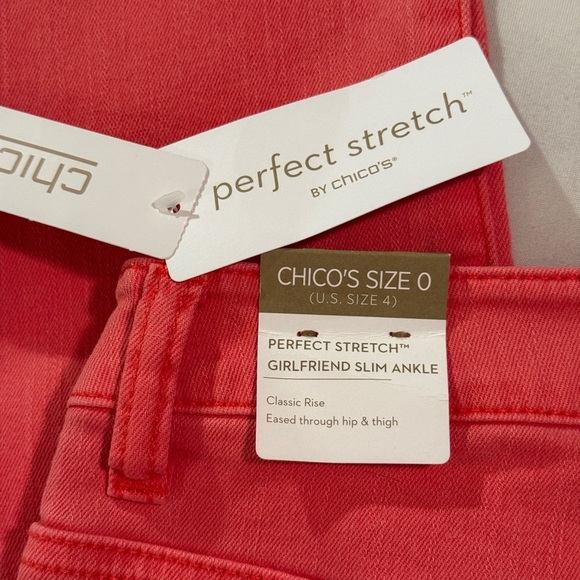 chico
perfect stretch™
BY chico's®
CHICO'S SIZE 0
(U.S. SIZE 4)
PERFECT STRETCH™
GIRLFRIEND SLIM ANKLE
Classic Rise
Eased through hip & thigh